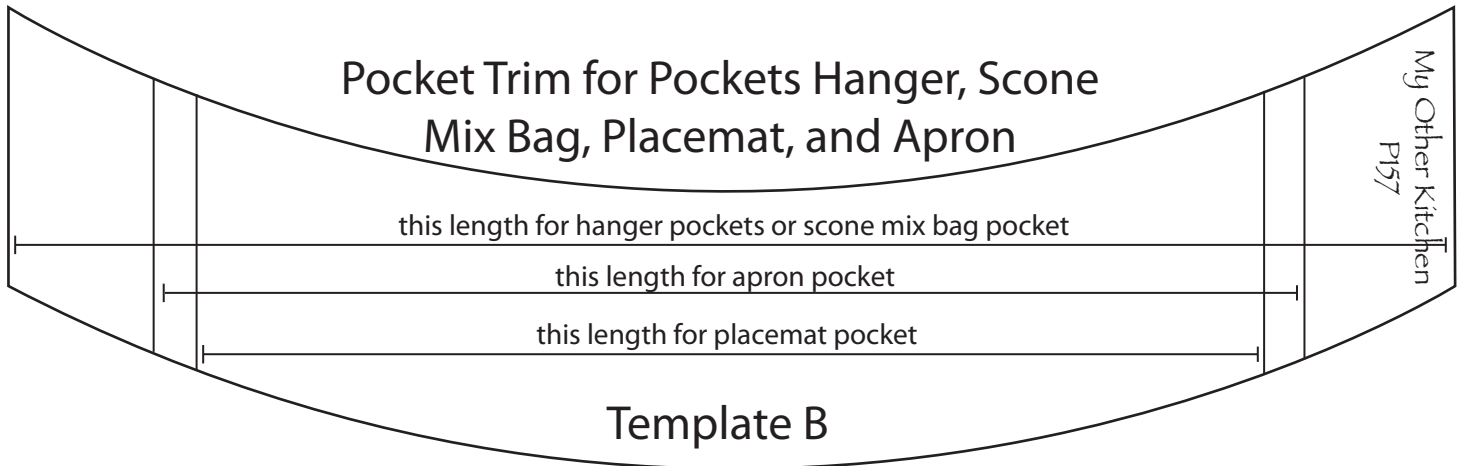 Pocket Trim for Pockets Hanger, Scone
Mix Bag, Placemat, and Apron
My Other Kitchen
P157
this length for hanger pockets or scone mix bag pocket
this length for apron pocket
this length for placemat pocket
Template B